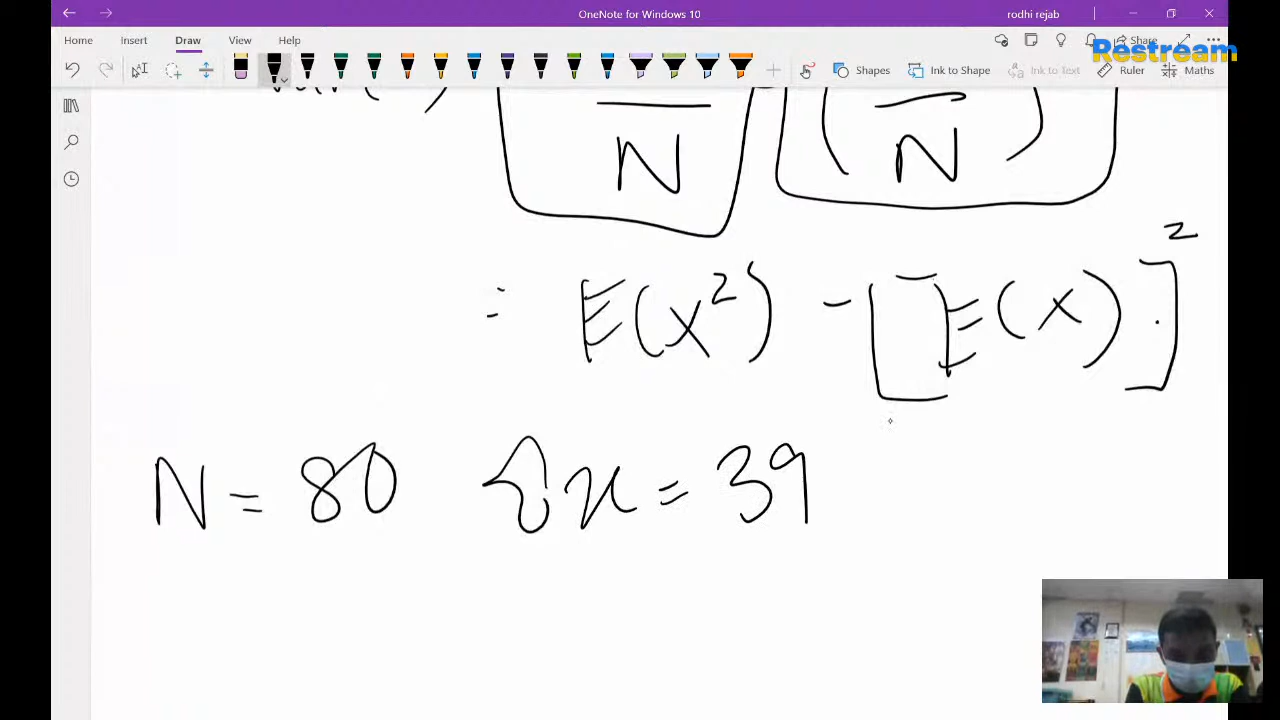 OneNote for Windows 10
rodhi rejab
Home Insert Draw View Help
Share
Restream
Shapes Ink to Shape Ink to Text Ruler Maths
N N
= E(x²) - [E(x)]²
N = 80 Σx = 39